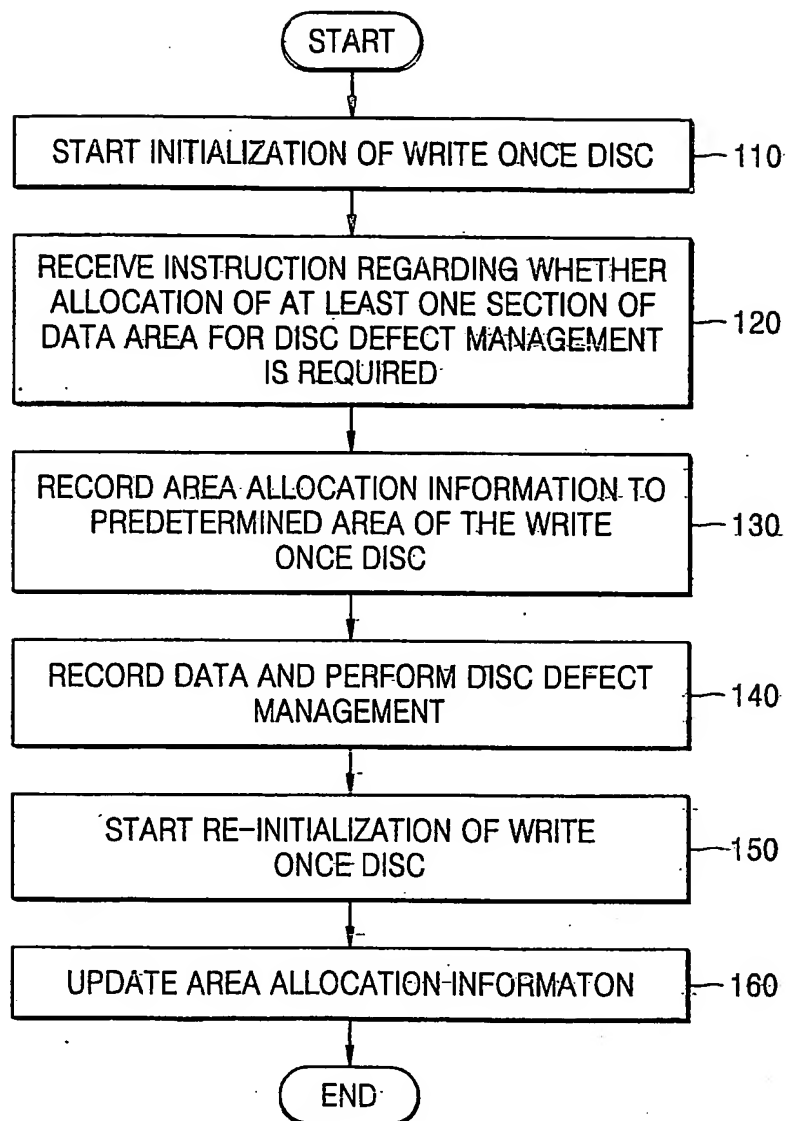 START
START INITIALIZATION OF WRITE ONCE DISC
110
RECEIVE INSTRUCTION REGARDING WHETHER
ALLOCATION OF AT LEAST ONE SECTION OF
DATA AREA FOR DISC DEFECT MANAGEMENT
IS REQUIRED
120
RECORD AREA ALLOCATION INFORMATION TO
PREDETERMINED AREA OF THE WRITE
ONCE DISC
130
RECORD DATA AND PERFORM DISC DEFECT
MANAGEMENT
140
START RE-INITIALIZATION OF WRITE
ONCE DISC
150
UPDATE AREA ALLOCATION INFORMATON
160
END